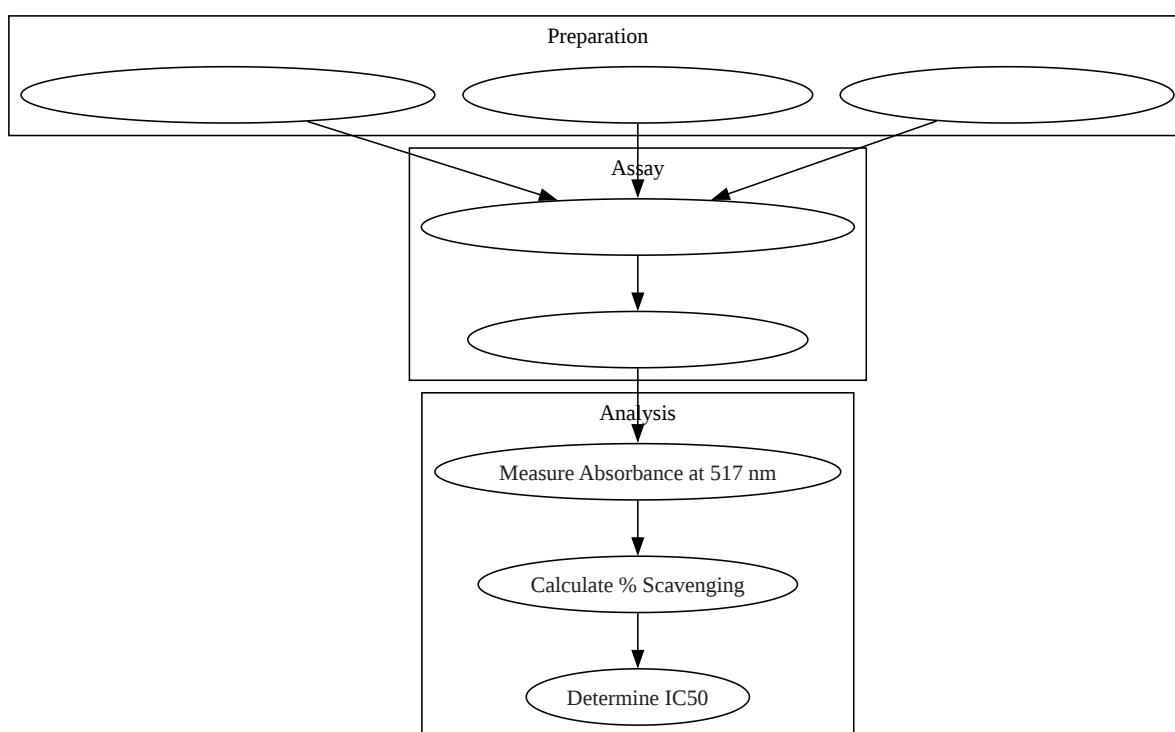 Preparation
Assay
Analysis
Measure Absorbance at 517 nm
Calculate % Scavenging
Determine IC50